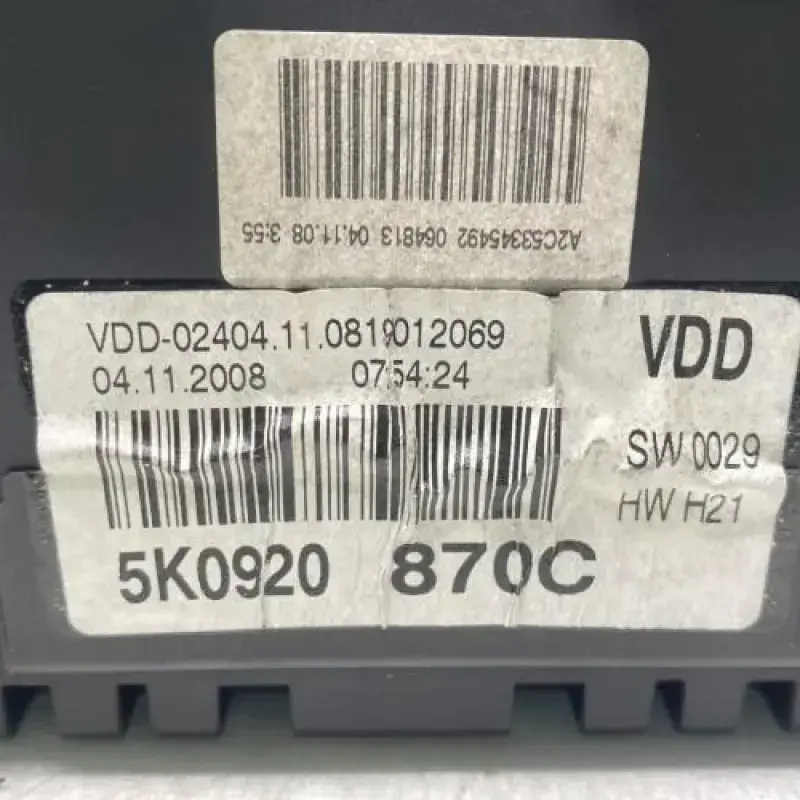 A2C53345492 064813 04.11.08 3:55
VDD-02404.11.0819012069
04.11.2008 07:54:24
VDD
SW 0029
HW H21
5K0920 870C